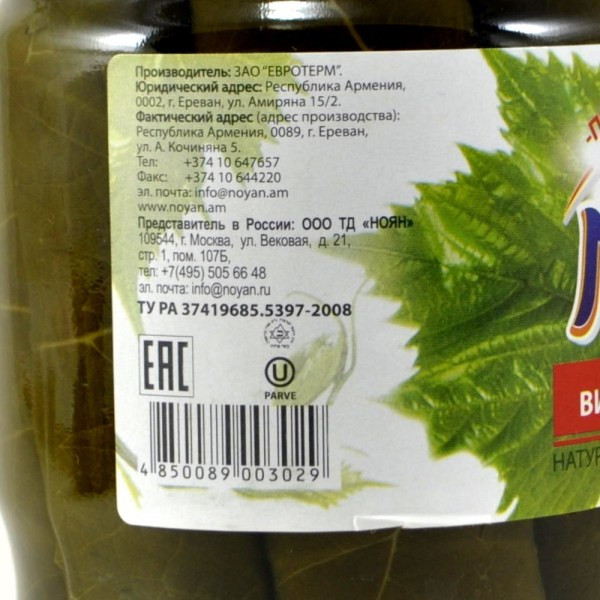 Производитель: ЗАО "ЕВРОТЕРМ".
Юридический адрес: Республика Армения,
0002, г. Ереван, ул. Амиряна 15/2.
Фактический адрес (адрес производства):
Республика Армения, 0089, г. Ереван,
ул. А. Кочиняна 5.
Тел: +374 10 647657
Факс: +374 10 644220
эл. почта: info@noyan.am
www.noyan.am
Представитель в России: ООО ТД «НОЯН»
109544, г. Москва, ул. Вековая, д. 21,
стр. 1, пом. 107Б,
тел: +7(495) 505 66 48
эл. почта: info@noyan.ru
ТУ РА 37419685.5397-2008
EAC
U
PARVE
4 850089 003029
ВИ
НАТУР